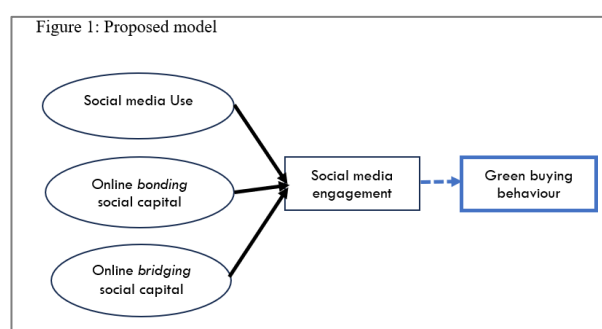 Figure 1: Proposed model
Social media Use
Online bonding
social capital
Online bridging
social capital
Social media
engagement
Green buying
behaviour